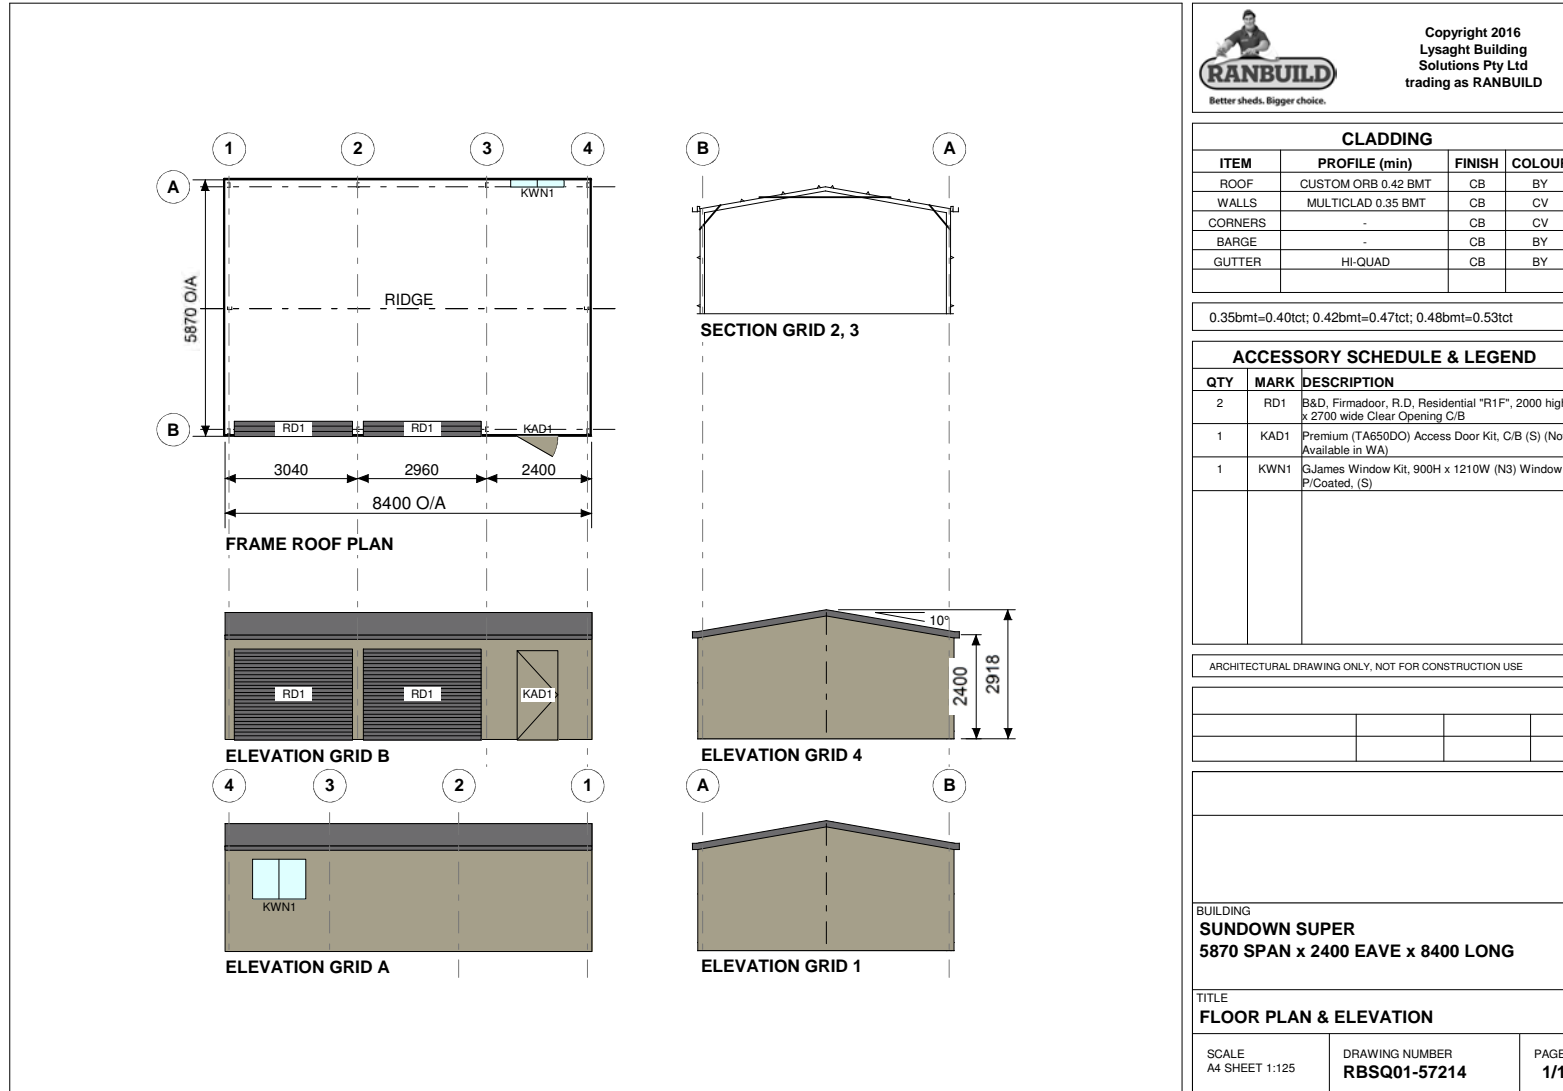 RANBUILD
Better sheds. Bigger choice.
Copyright 2016
Lysaght Building
Solutions Pty Ltd
trading as RANBUILD
CLADDING
ITEM PROFILE (min) FINISH COLOUR
ROOF CUSTOM ORB 0.42 BMT CB BY
WALLS MULTICLAD 0.35 BMT CB CV
CORNERS - CB CV
BARGE - CB BY
GUTTER HI-QUAD CB BY
0.35bmt=0.40tct; 0.42bmt=0.47tct; 0.48bmt=0.53tct
ACCESSORY SCHEDULE & LEGEND
QTY MARK DESCRIPTION
2 RD1 B&D, Firmadoor, R.D, Residential "R1F", 2000 high
x 2700 wide Clear Opening C/B
1 KAD1 Premium (TA650DO) Access Door Kit, C/B (S) (No
Available in WA)
1 KWN1 GJames Window Kit, 900H x 1210W (N3) Window
P/Coated, (S)
ARCHITECTURAL DRAWING ONLY, NOT FOR CONSTRUCTION USE
BUILDING
SUNDOWN SUPER
5870 SPAN x 2400 EAVE x 8400 LONG
TITLE
FLOOR PLAN & ELEVATION
SCALE
A4 SHEET 1:125
DRAWING NUMBER
RBSQ01-57214
PAGE
1/1
1 2 3 4
A
KWN1
5870 O/A
RIDGE
B
RD1 RD1 KAD1
3040 2960 2400
8400 O/A
FRAME ROOF PLAN
B A
SECTION GRID 2, 3
RD1 RD1 KAD1
ELEVATION GRID B
10°
2400
2918
ELEVATION GRID 4
4 3 2 1
KWN1
ELEVATION GRID A
A B
ELEVATION GRID 1